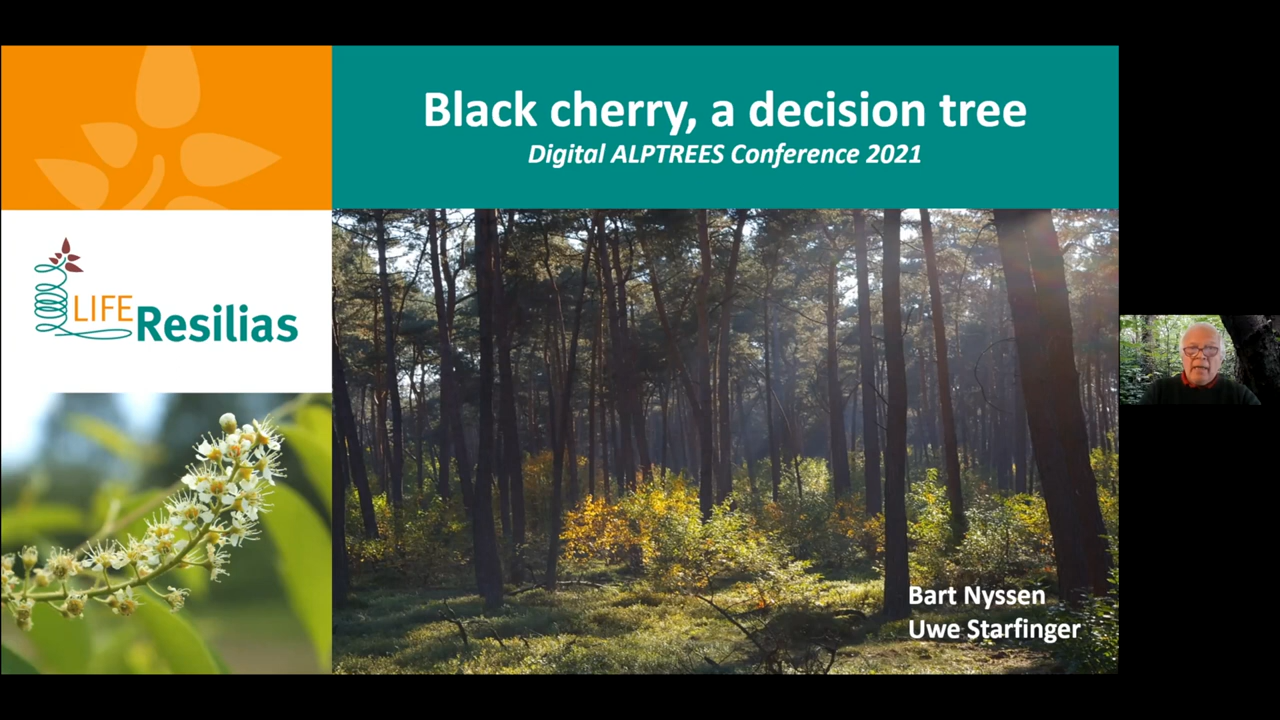 Black cherry, a decision tree
Digital ALPTREES Conference 2021
LIFE Resilias
Bart Nyssen
Uwe Starfinger